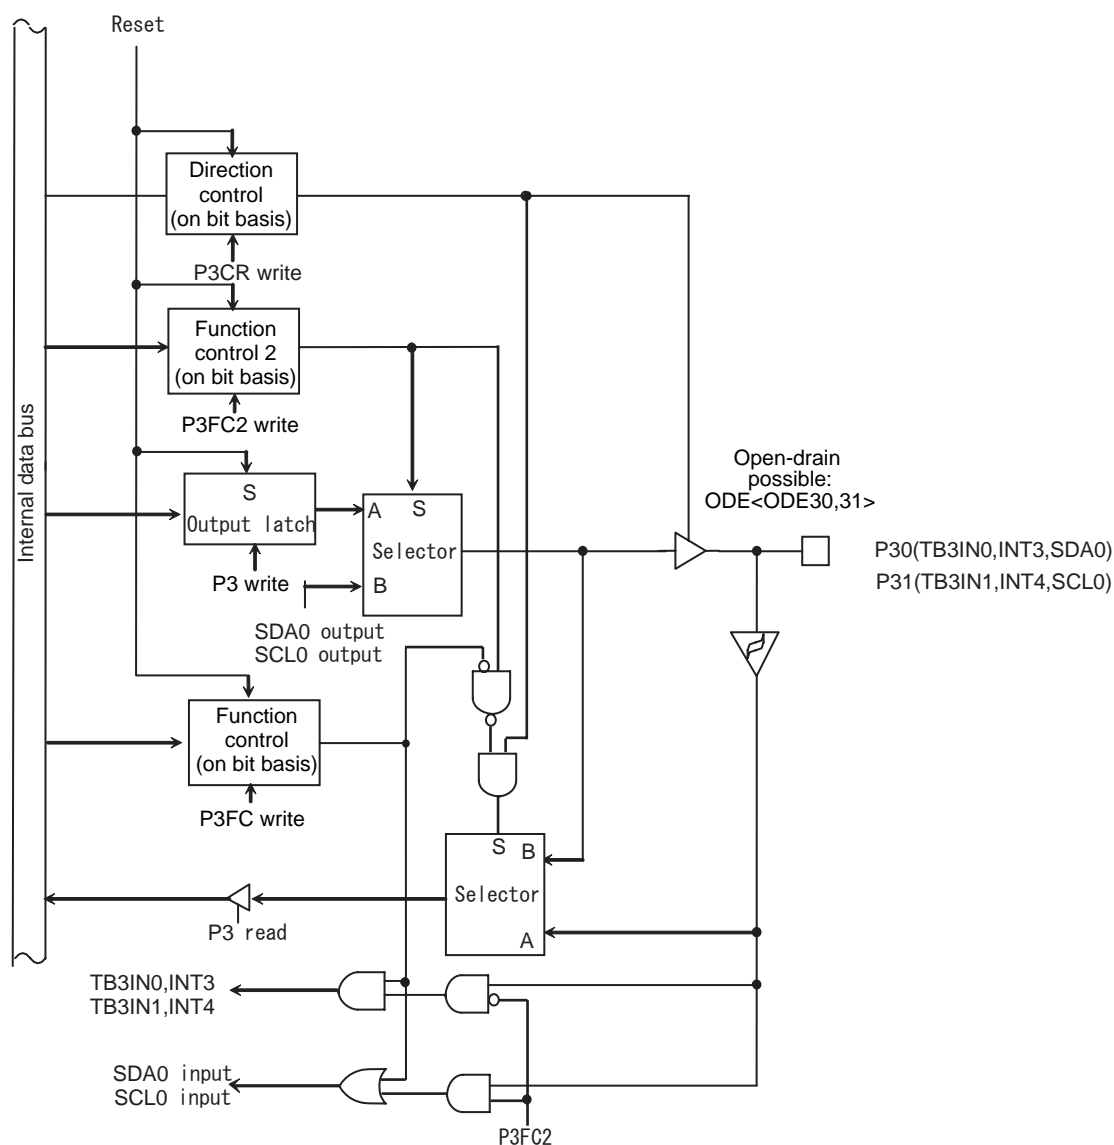 Reset
Internal data bus
Direction
control
(on bit basis)
P3CR write
Function
control 2
(on bit basis)
P3FC2 write
S
Output latch
P3 write
A
S
Selector
B
SDA0 output
SCL0 output
Open-drain
possible:
ODE<ODE30,31>
P30(TB3IN0,INT3,SDA0)
P31(TB3IN1,INT4,SCL0)
Function
control
(on bit basis)
P3FC write
S
B
Selector
A
P3 read
TB3IN0,INT3
TB3IN1,INT4
SDA0 input
SCL0 input
P3FC2